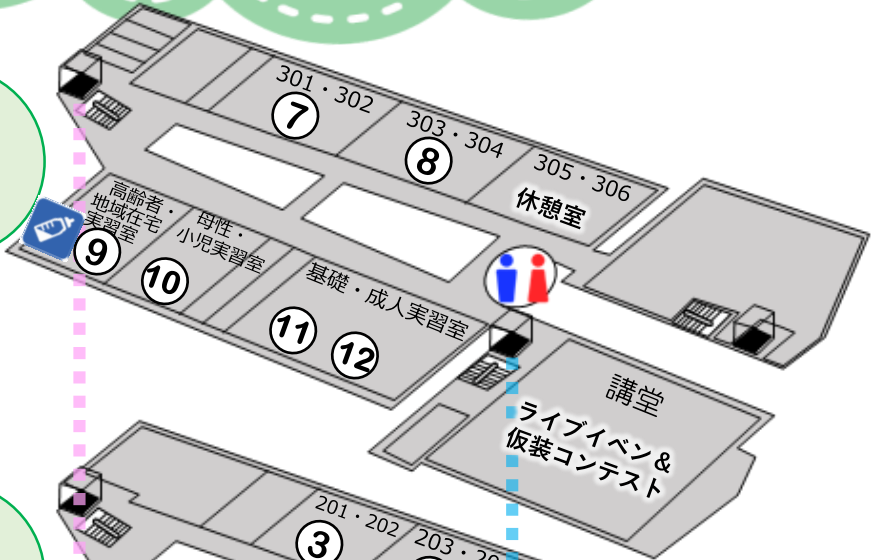 301・302
⑦
303・304
⑧
305・306
休憩室
高齢者・
地域在宅
実習室
⑨
母性・
小児実習室
⑩
基礎・成人実習室
⑪
⑫
講堂
ライブイベン&
仮装コンテスト
201・202
③